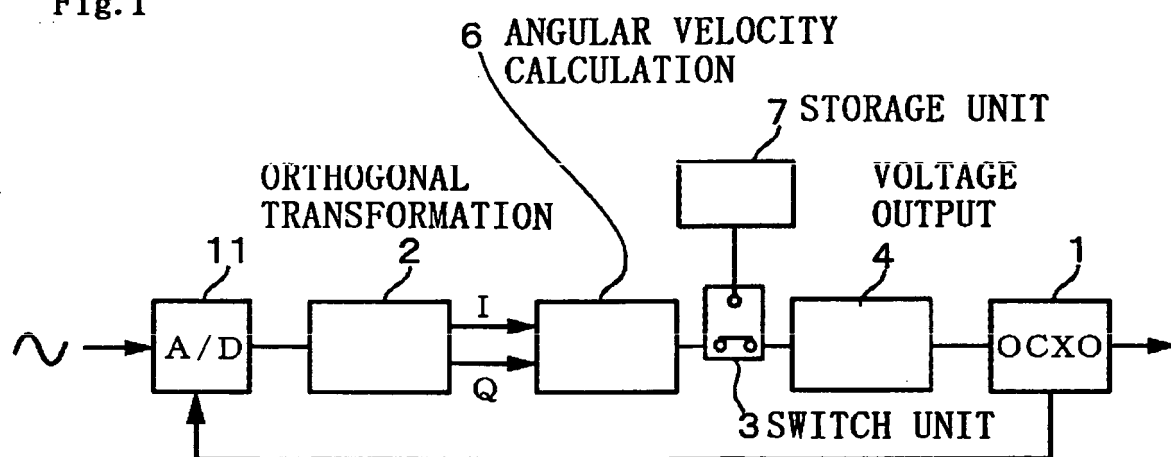 Fig.1
6 ANGULAR VELOCITY
CALCULATION
7 STORAGE UNIT
ORTHOGONAL
TRANSFORMATION
VOLTAGE
OUTPUT
11
2
4
1
I
A/D
OCXO
Q
3 SWITCH UNIT